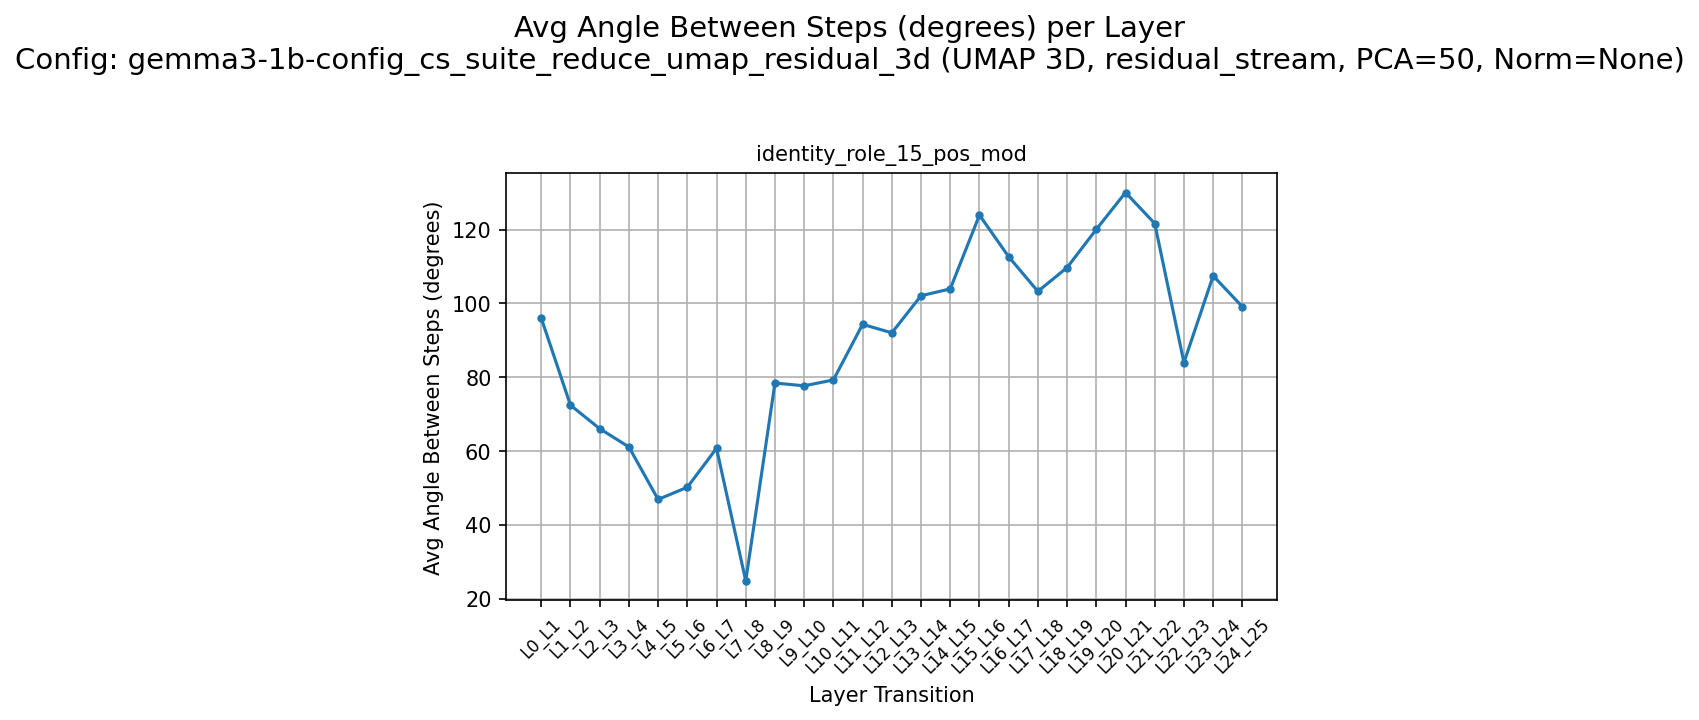 Avg Angle Between Steps (degrees) per Layer
Config: gemma3-1b-config_cs_suite_reduce_umap_residual_3d (UMAP 3D, residual_stream, PCA=50, Norm=None)
identity_role_15_pos_mod
Avg Angle Between Steps (degrees)
120
100
80
60
40
20
L0_L1
L1_L2
L2_L3
L3_L4
L4_L5
L5_L6
L6_L7
L7_L8
L8_L9
L9_L10
L10_L11
L11_L12
L12_L13
L13_L14
L14_L15
L15_L16
L16_L17
L17_L18
L18_L19
L19_L20
L20_L21
L21_L22
L22_L23
L23_L24
L24_L25
Layer Transition